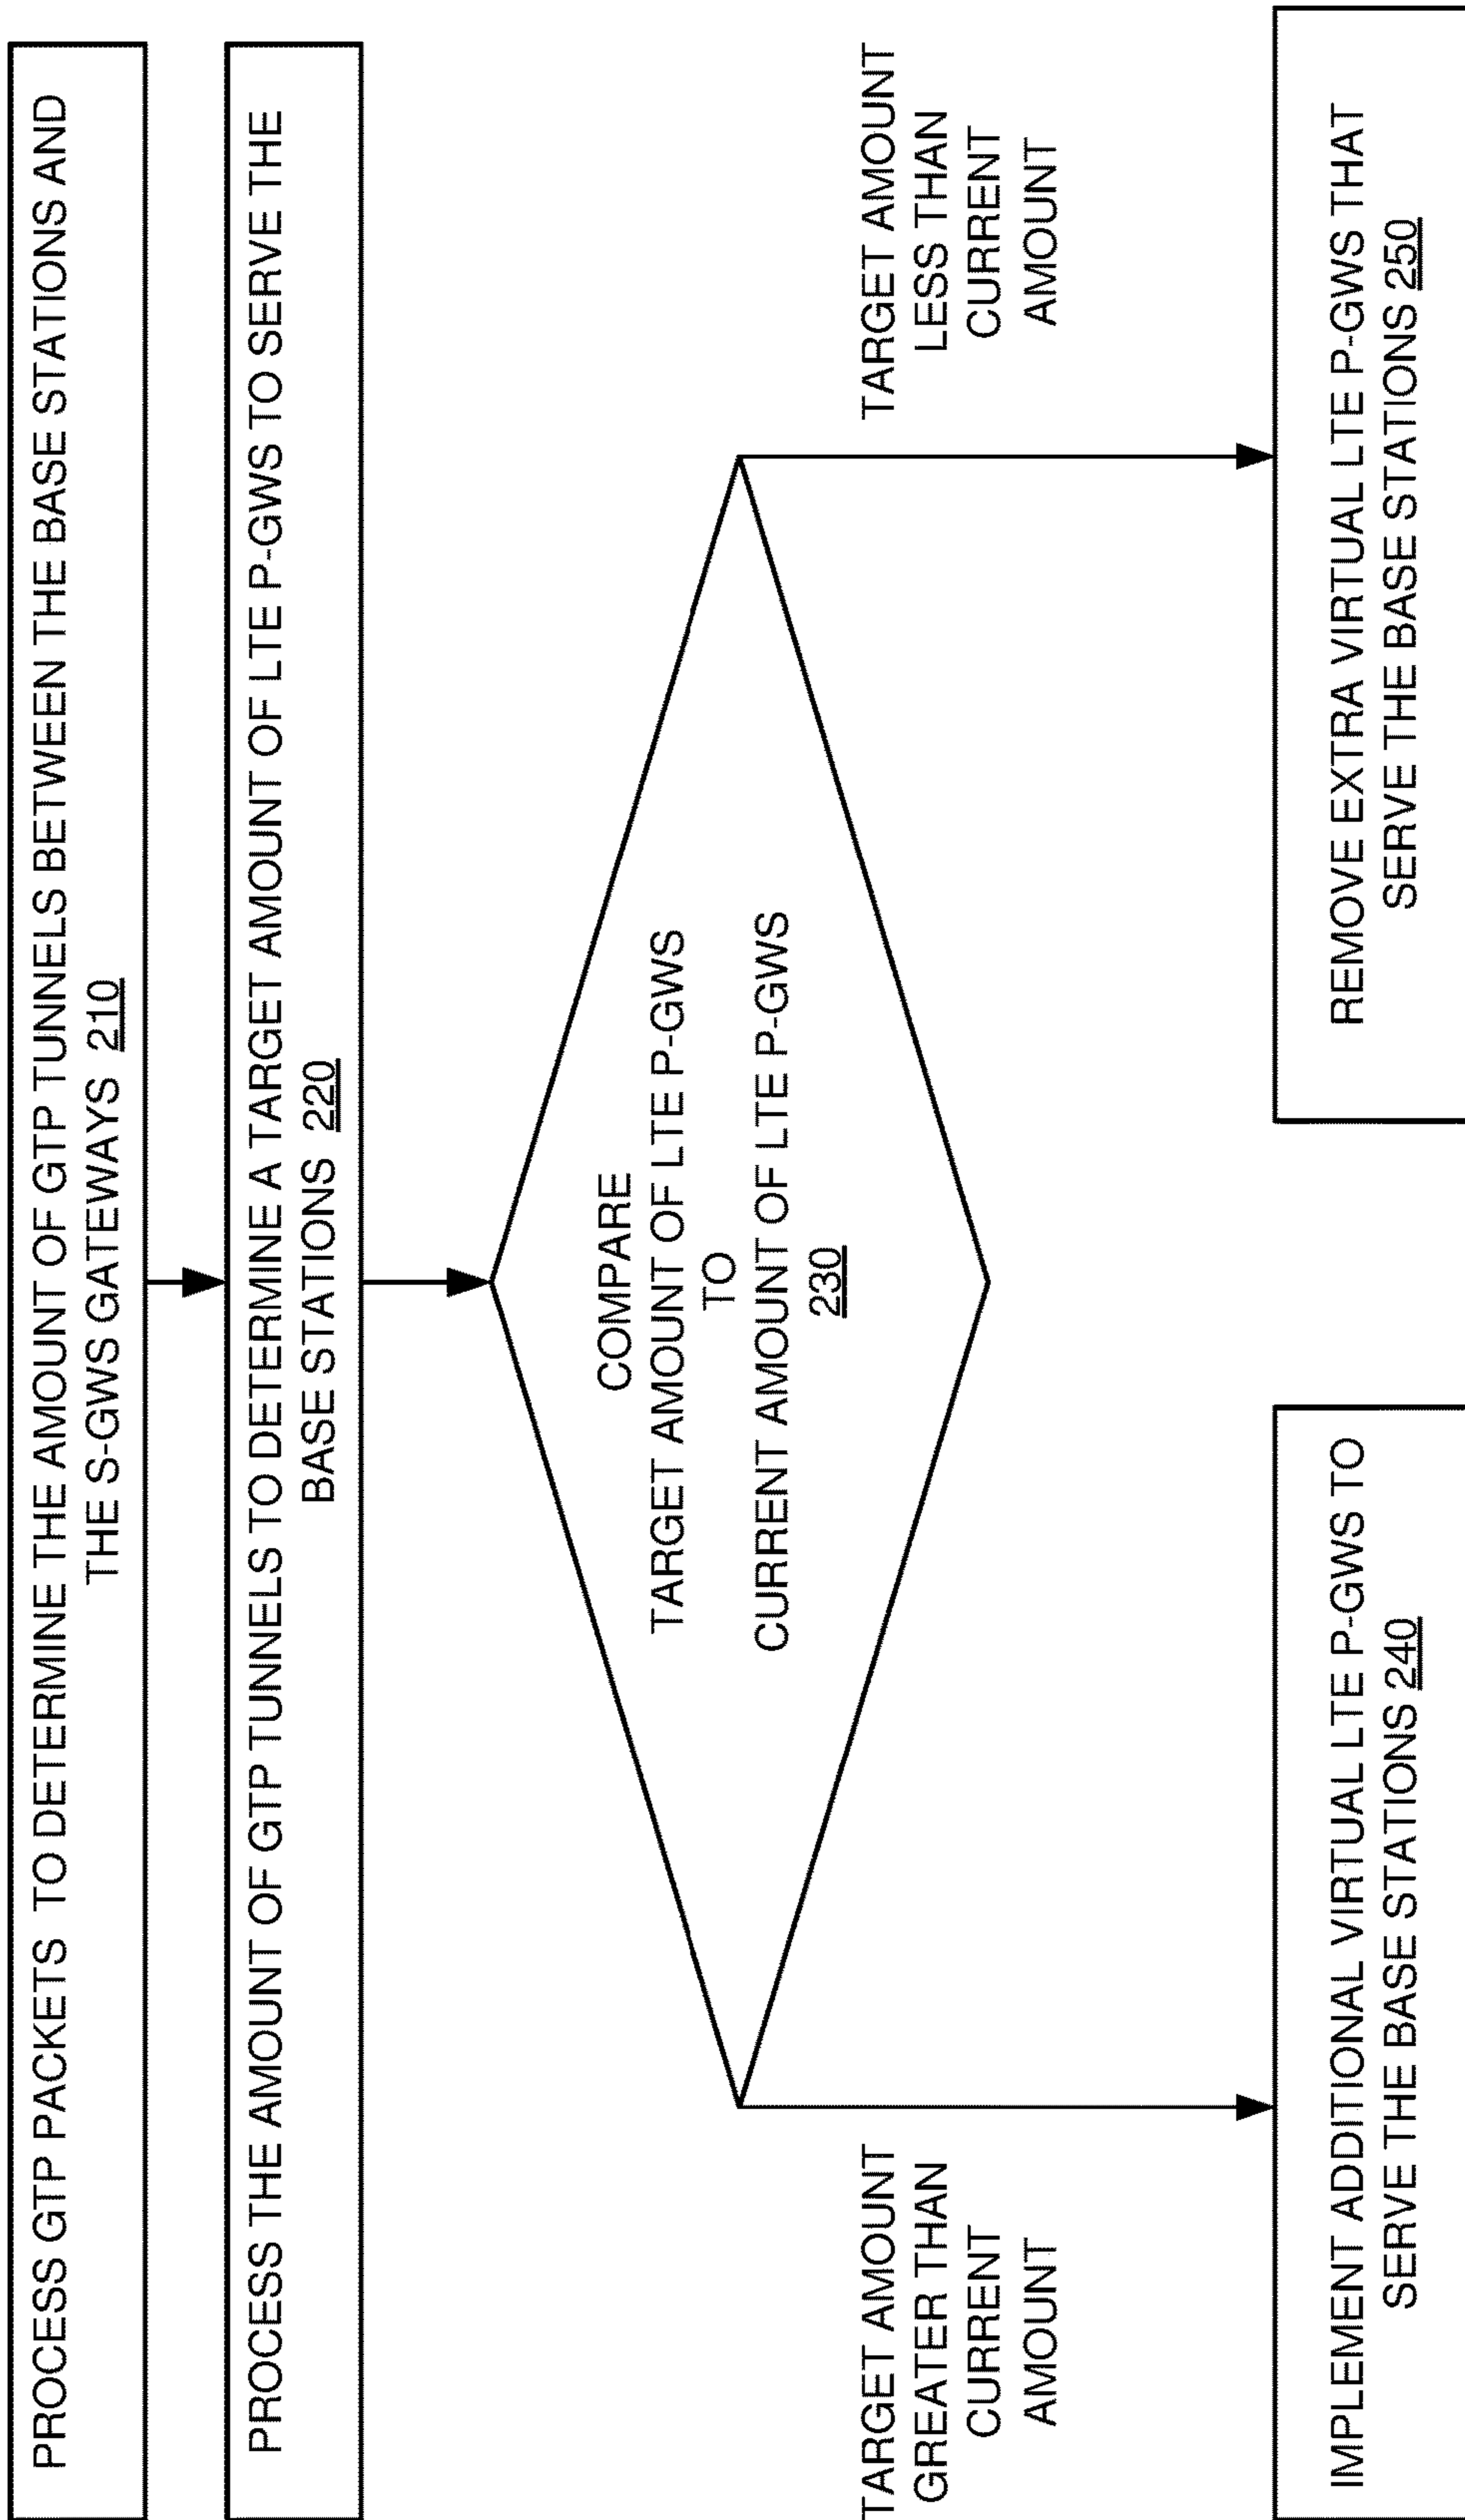 PROCESS GTP PACKETS TO DETERMINE THE AMOUNT OF GTP TUNNELS BETWEEN THE BASE STATIONS AND
THE S-GWS GATEWAYS 210
PROCESS THE AMOUNT OF GTP TUNNELS TO DETERMINE A TARGET AMOUNT OF LTE P-GWS TO SERVE THE
BASE STATIONS 220
COMPARE
TARGET AMOUNT OF LTE P-GWS
TO
CURRENT AMOUNT OF LTE P-GWS
230
TARGET AMOUNT
GREATER THAN
CURRENT
AMOUNT
TARGET AMOUNT
LESS THAN
CURRENT
AMOUNT
IMPLEMENT ADDITIONAL VIRTUAL LTE P-GWS TO
SERVE THE BASE STATIONS 240
REMOVE EXTRA VIRTUAL LTE P-GWS THAT
SERVE THE BASE STATIONS 250